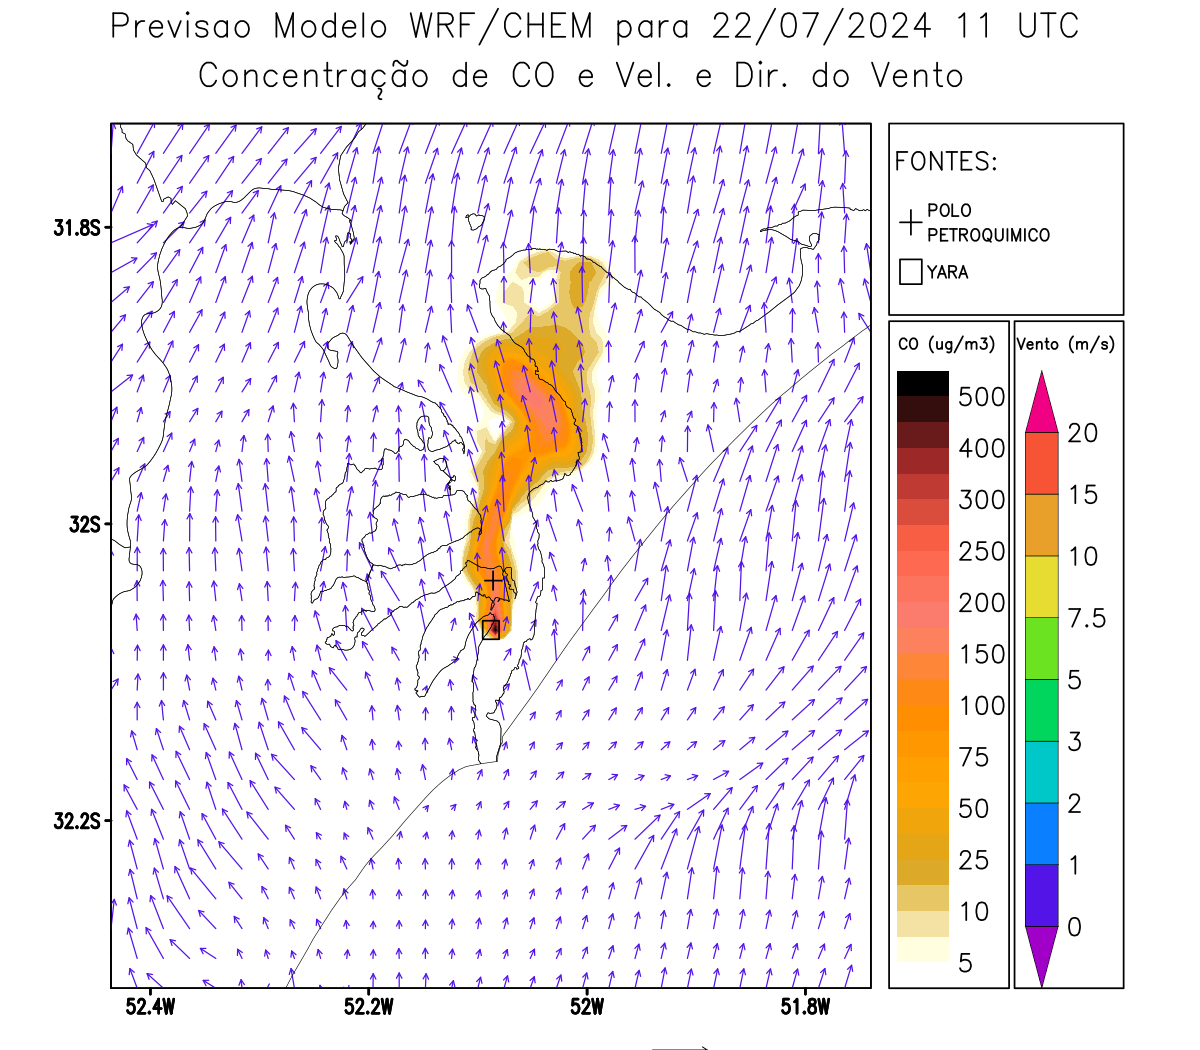 Previsao Modelo WRF/CHEM para 22/07/2024 11 UTC
Concentração de CO e Vel. e Dir. do Vento
FONTES:
POLO
PETROQUIMICO
YARA
31.8S
32S
32.2S
52.4W
52.2W
52W
51.8W
CO (ug/m3)
500
400
300
250
200
150
100
75
50
25
10
5
Vento (m/s)
20
15
10
7.5
5
3
2
1
0